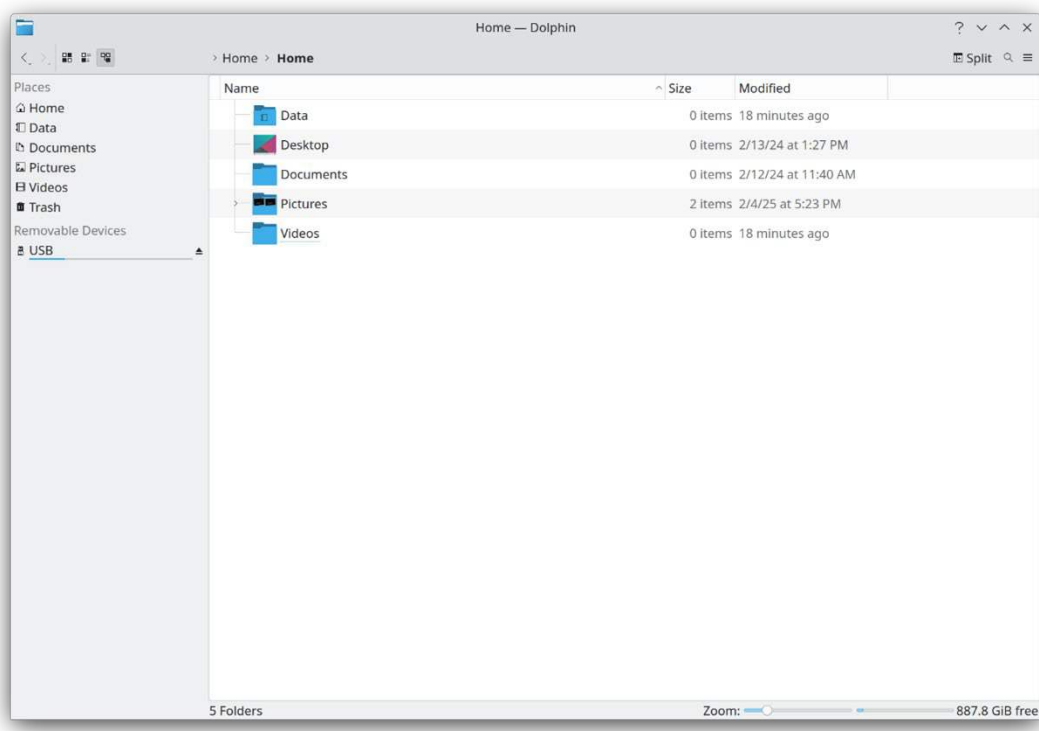 Home — Dolphin
Home > Home
Split
Places
Home
Data
Documents
Pictures
Videos
Trash
Removable Devices
USB
Name Size Modified
Data 0 items 18 minutes ago
Desktop 0 items 2/13/24 at 1:27 PM
Documents 0 items 2/12/24 at 11:40 AM
Pictures 2 items 2/4/25 at 5:23 PM
Videos 0 items 18 minutes ago
5 Folders Zoom: 887.8 GiB free